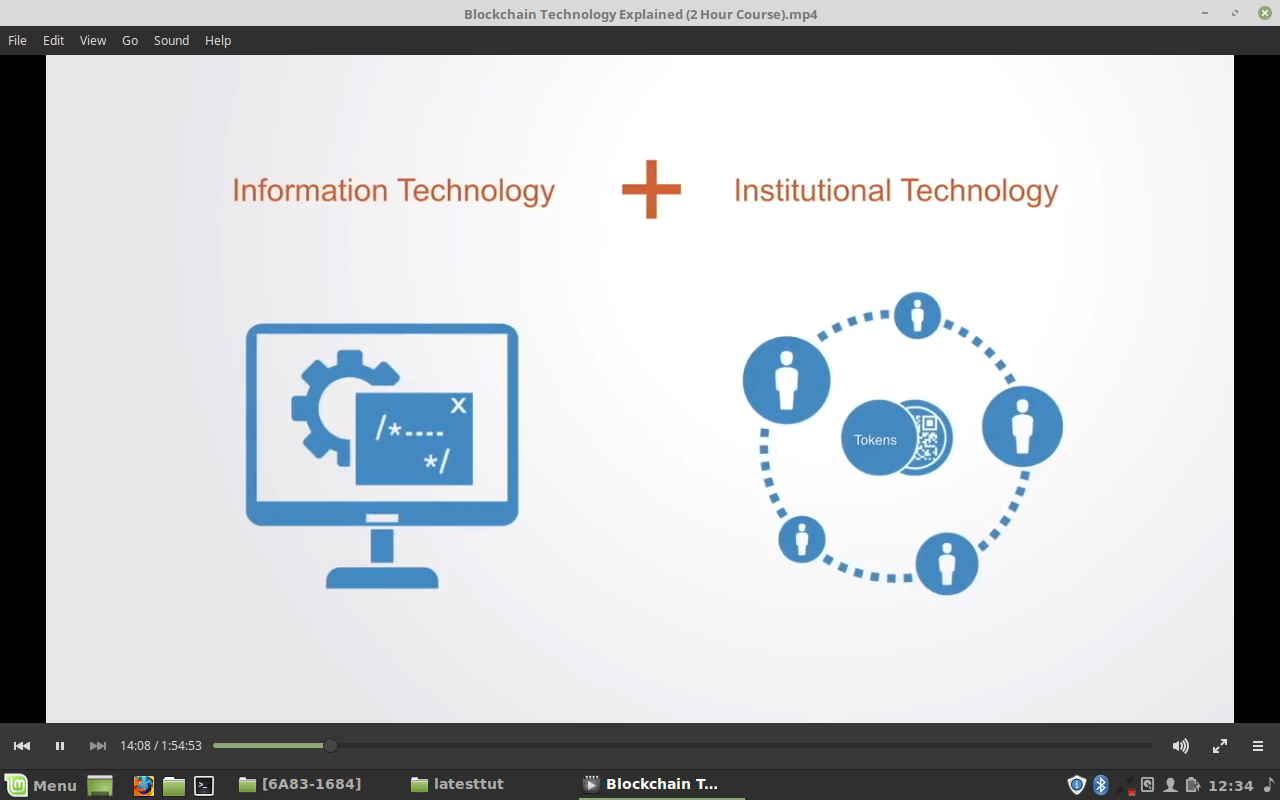 Blockchain Technology Explained (2 Hour Course).mp4
File Edit View Go Sound Help
Information Technology + Institutional Technology
X
/*----
*/
Tokens
14:08 / 1:54:53
Menu [6A83-1684] latesttut Blockchain T... 12:34